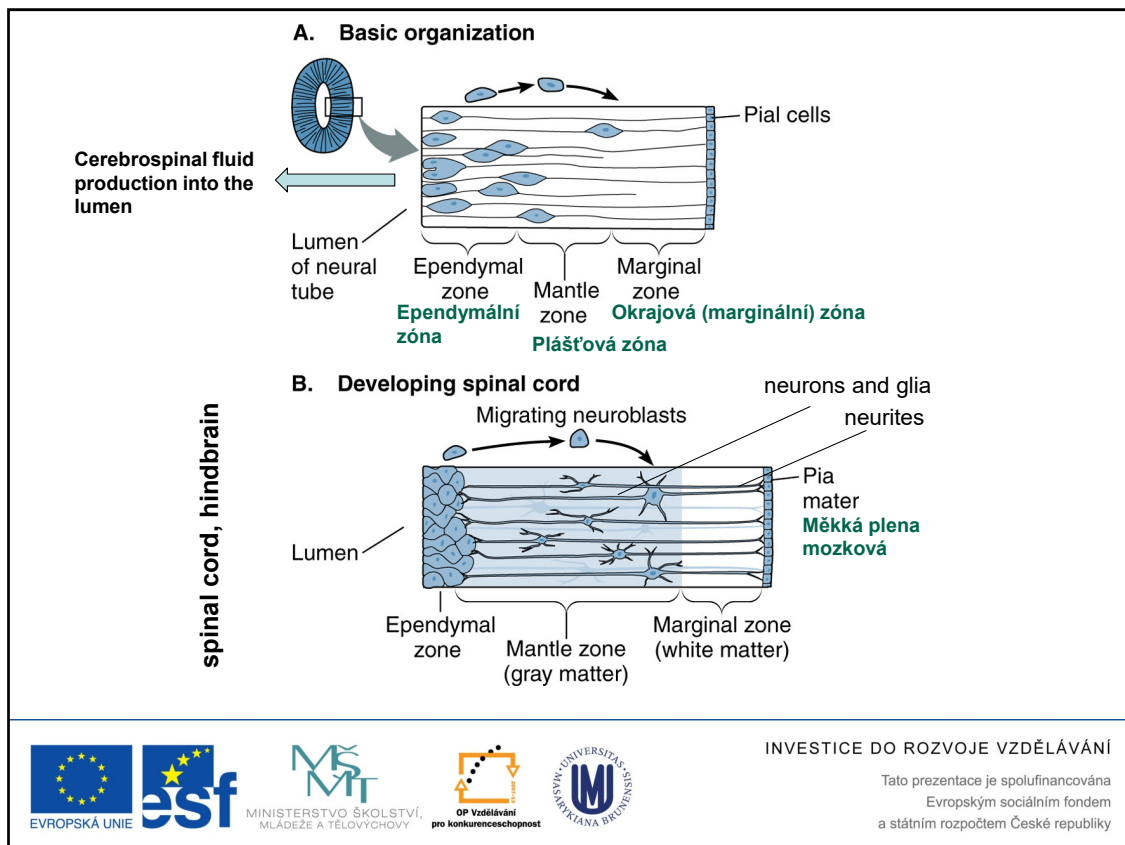 A. Basic organization
Pial cells
Cerebrospinal fluid
production into the
lumen
Lumen
of neural
tube
Ependymal
zone
Mantle
zone
Marginal
zone
Ependymální
zóna
Plášťová zóna
Okrajová (marginální) zóna
B. Developing spinal cord
Migrating neuroblasts
neurons and glia
neurites
spinal cord, hindbrain
Lumen
Pia
mater
Měkká plena
mozková
Ependymal
zone
Mantle zone
(gray matter)
Marginal zone
(white matter)
EVROPSKÁ UNIE
esf
MŠMT
MINISTERSTVO ŠKOLSTVÍ,
MLÁDEŽE A TĚLOVÝCHOVY
2007-13
OP Vzdělávání
pro konkurenceschopnost
UNIVERSITAS
MASARYKIANA BRUNENSIS
INVESTICE DO ROZVOJE VZDĚLÁVÁNÍ
Tato prezentace je spolufinancována
Evropským sociálním fondem
a státním rozpočtem České republiky